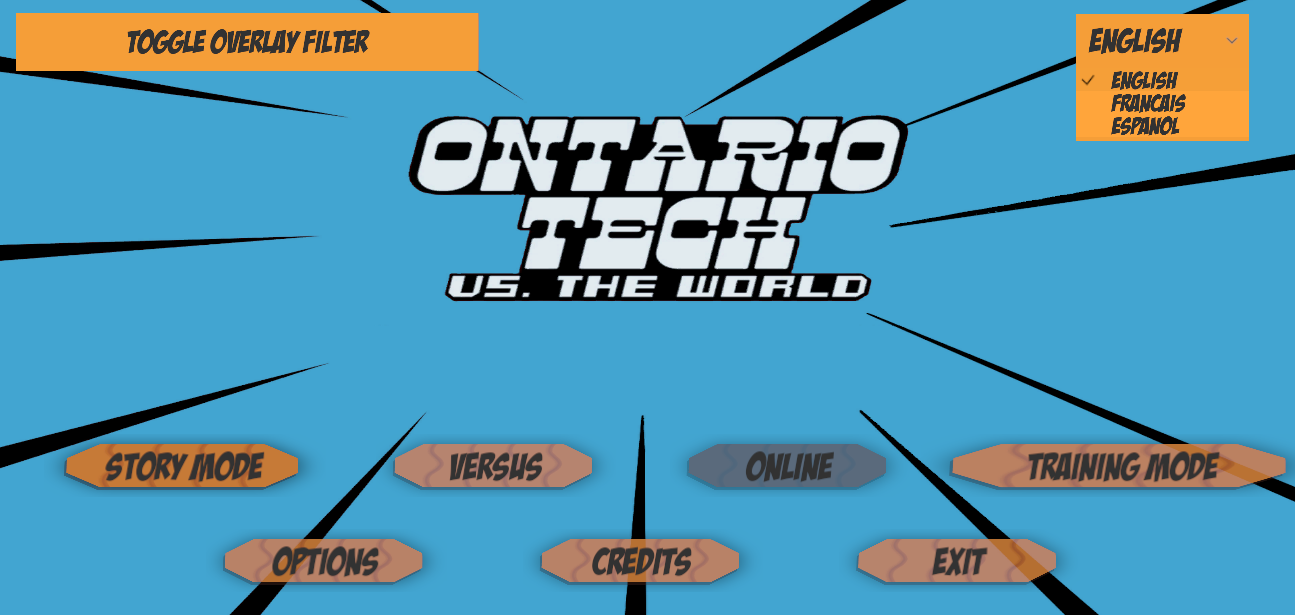 TOGGLE OVERLAY FILTER
ENGLISH
ENGLISH
FRANCAIS
ESPANOL
ONTARIO
TECH
VS. THE WORLD
STORY MODE
VERSUS
ONLINE
TRAINING MODE
OPTIONS
CREDITS
EXIT